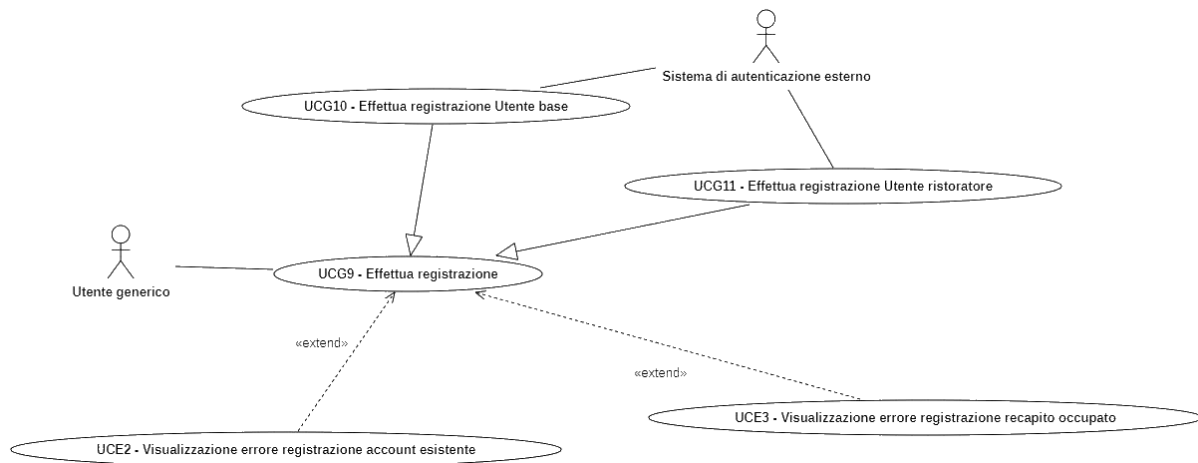 Sistema di autenticazione esterno
UCG10 - Effettua registrazione Utente base
UCG11 - Effettua registrazione Utente ristoratore
Utente generico
UCG9 - Effettua registrazione
«extend»
«extend»
UCE3 - Visualizzazione errore registrazione recapito occupato
UCE2 - Visualizzazione errore registrazione account esistente